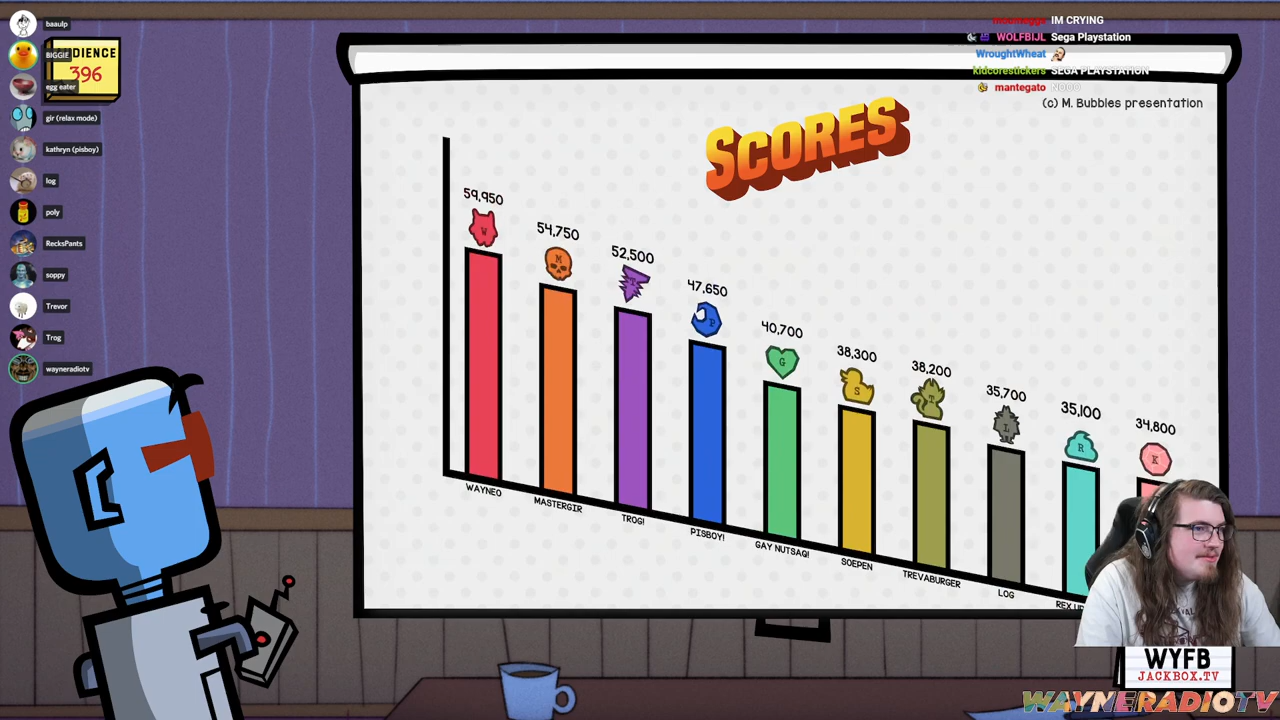 baaulp
BIGGIE
egg eater
gir (relax mode)
kathryn (pisboy)
log
poly
RecksPants
soppy
Trevor
Trog
wayneradiotv
396
IM CRYING
WOLFBIJL Sega Playstation
WroughtWheat
kidcorestickers SEGA PLAYSTATION
mantegato NOOO
(c) M. Bubbles presentation
SCORES
59,950
54,750
52,500
47,650
40,700
38,300
38,200
35,700
35,100
34,800
W
M
P
G
S
T
L
R
K
WAYNEO
MASTERGIR
TROG!
PISBOY!
GAY NUTSAQ!
SOEPEN
TREVABURGER
LOG
WYFB
JACKBOX.TV
WAYNERADIOTV